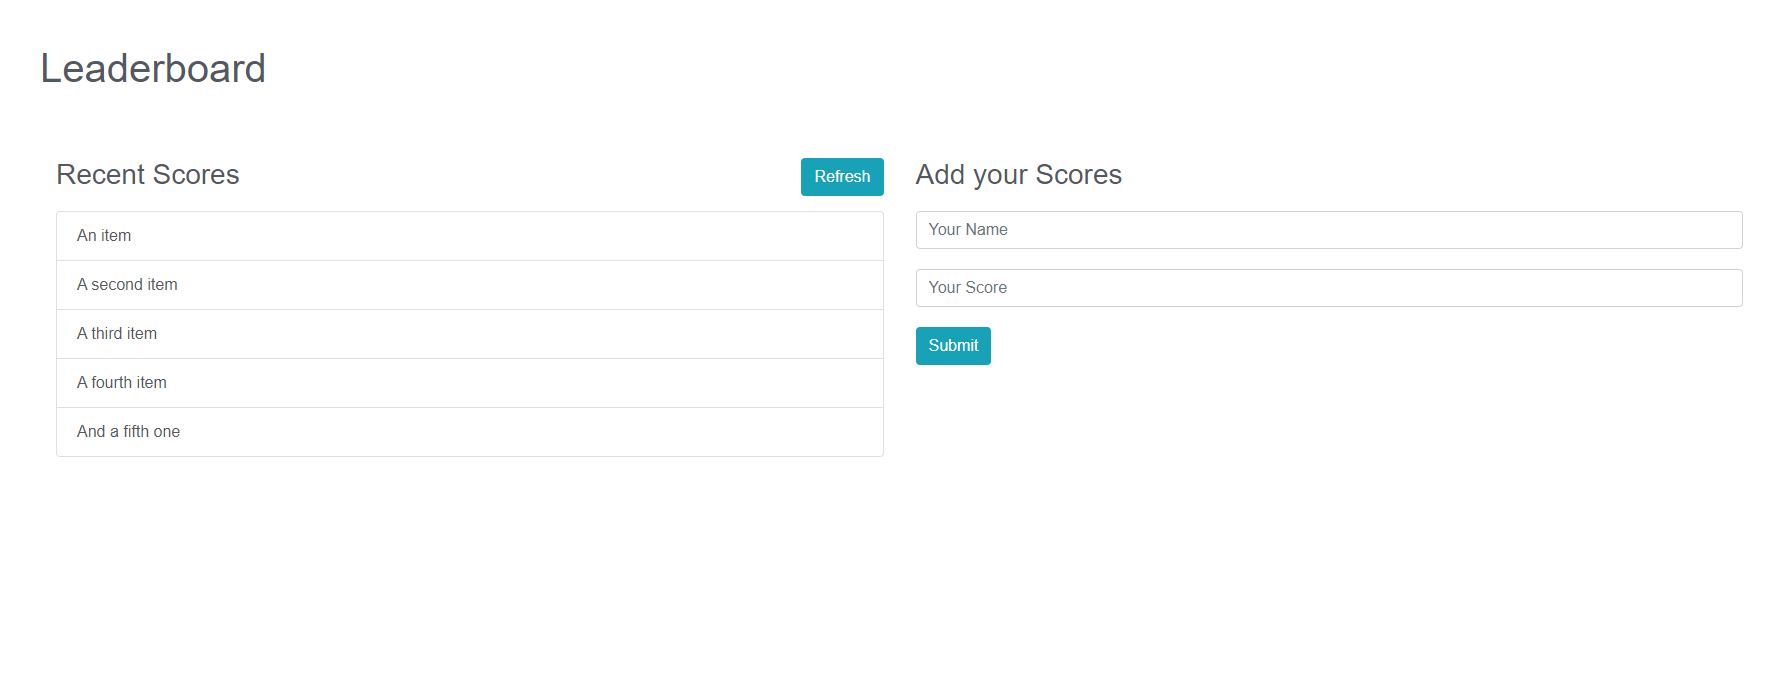 Leaderboard
Recent Scores
Refresh
An item
A second item
A third item
A fourth item
And a fifth one
Add your Scores
Your Name
Your Score
Submit